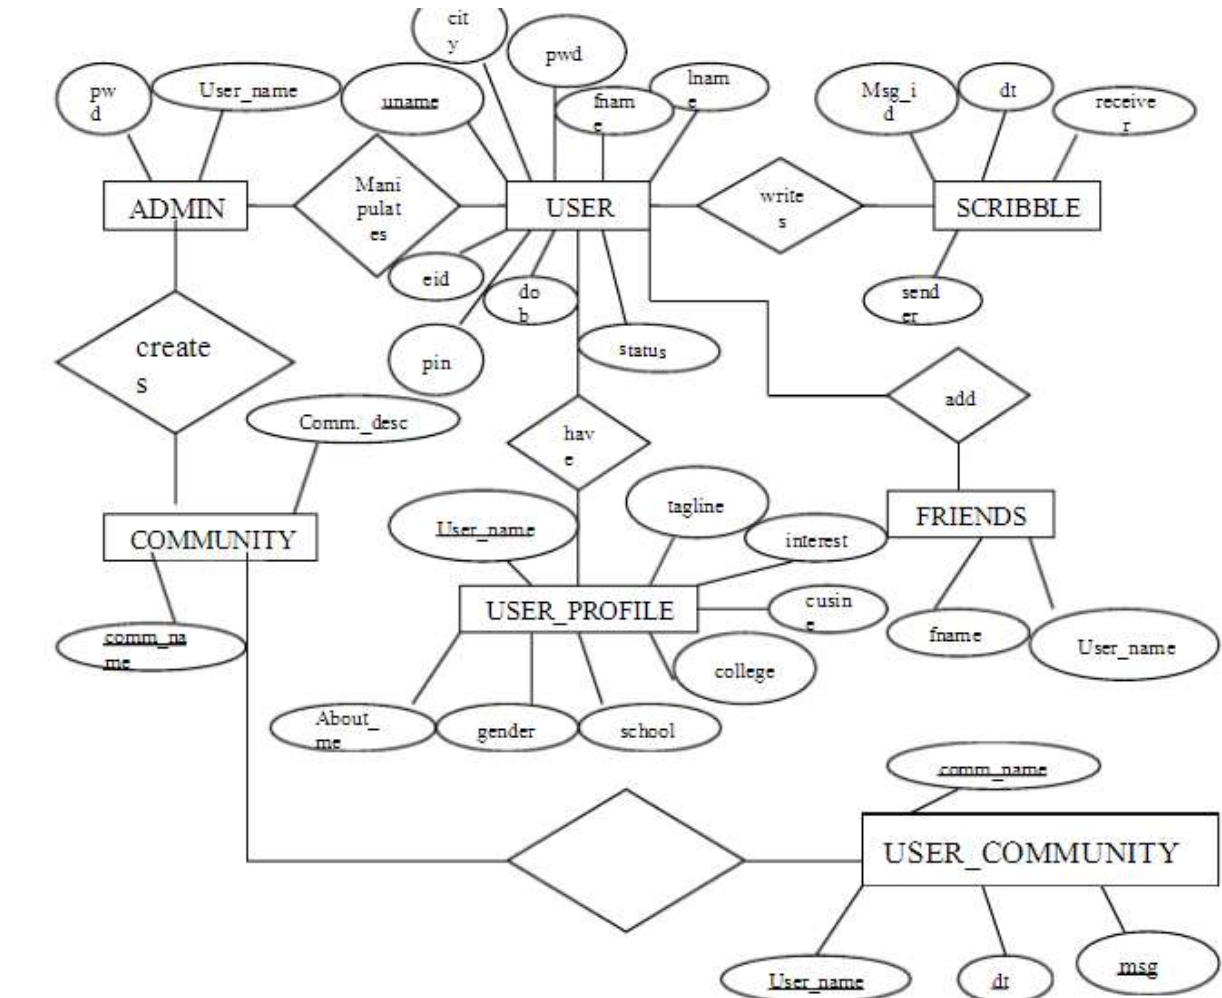 cit
y
pwd
lnam
e
pw
d
User_name
uname
fnam
e
Msg_i
d
dt
receive
r
Mani
pulat
es
write
s
ADMIN
USER
SCRIBBLE
eid
do
b
send
er
create
s
pin
status
add
Comm._desc
hav
e
tagline
User_name
FRIENDS
COMMUNITY
interest
USER_PROFILE
cusin
e
comm_na
me
fname
User_name
college
About_
me
gender
school
comm_name
USER_COMMUNITY
User_name
dt
msg